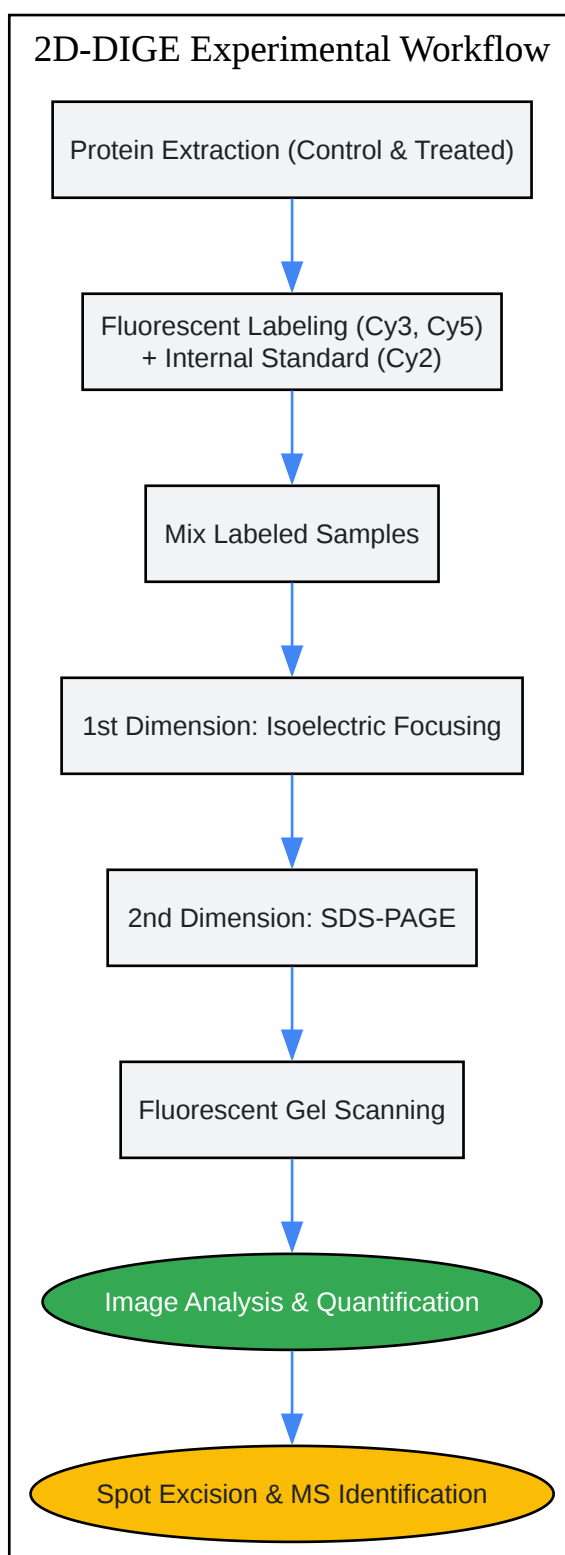 2D-DIGE Experimental Workflow
Protein Extraction (Control & Treated)
Fluorescent Labeling (Cy3, Cy5)
+ Internal Standard (Cy2)
Mix Labeled Samples
1st Dimension: Isoelectric Focusing
2nd Dimension: SDS-PAGE
Fluorescent Gel Scanning
Image Analysis & Quantification
Spot Excision & MS Identification